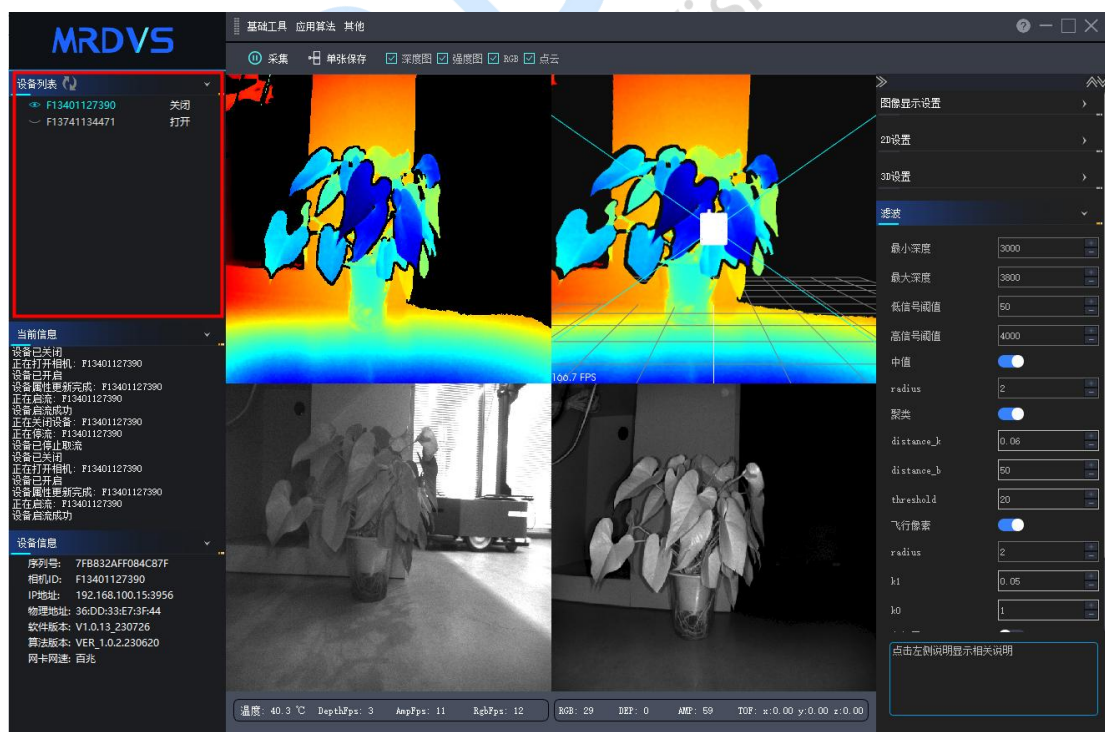 MRDVS
基础工具 应用算法 其他
采集 单张保存 深度图 强度图 RGB 点云
设备列表
F13401127390 关闭
F13741134471 打开
当前信息
设备已关闭
正在打开相机: F13401127390
设备已开启
设备属性更新完成: F13401127390
正在启流: F13401127390
设备启流成功
正在关闭设备: F13401127390
正在停流: F13401127390
设备已停止取流
设备已关闭
正在打开相机: F13401127390
设备已开启
设备属性更新完成: F13401127390
正在启流: F13401127390
设备启流成功
设备信息
序列号: 7FB832AFF084C87F
相机ID: F13401127390
IP地址: 192.168.100.15:3956
物理地址: 36:DD:33:E7:3F:44
软件版本: V1.0.13_230726
算法版本: VER_1.0.2.230620
网卡网速: 百兆
100.7 FPS
温度: 40.3 ℃ DepthFps: 3 AmpFps: 11 RgbFps: 12
RGB: 29 DEP: 0 AMP: 59 TOF: x:0.00 y:0.00 z:0.00
图像显示设置
2D设置
3D设置
滤波
最小深度 3000
最大深度 3800
低信号阈值 50
高信号阈值 4000
中值
radius 2
聚类
distance_k 0.06
distance_b 50
threshold 20
飞行像素
radius 2
k1 0.05
k0 1
点击左侧说明显示相关说明